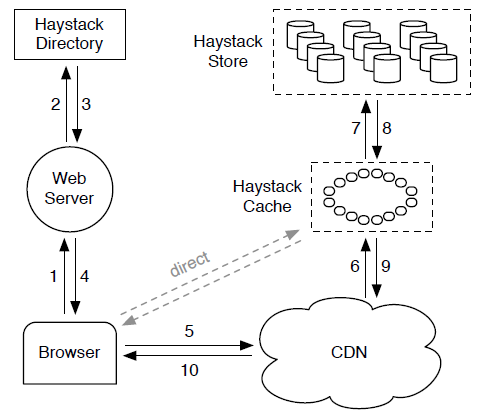 Haystack
Directory
Haystack
Store
2
3
7
8
Web
Server
Haystack
Cache
direct
1
4
6
9
5
Browser
CDN
10